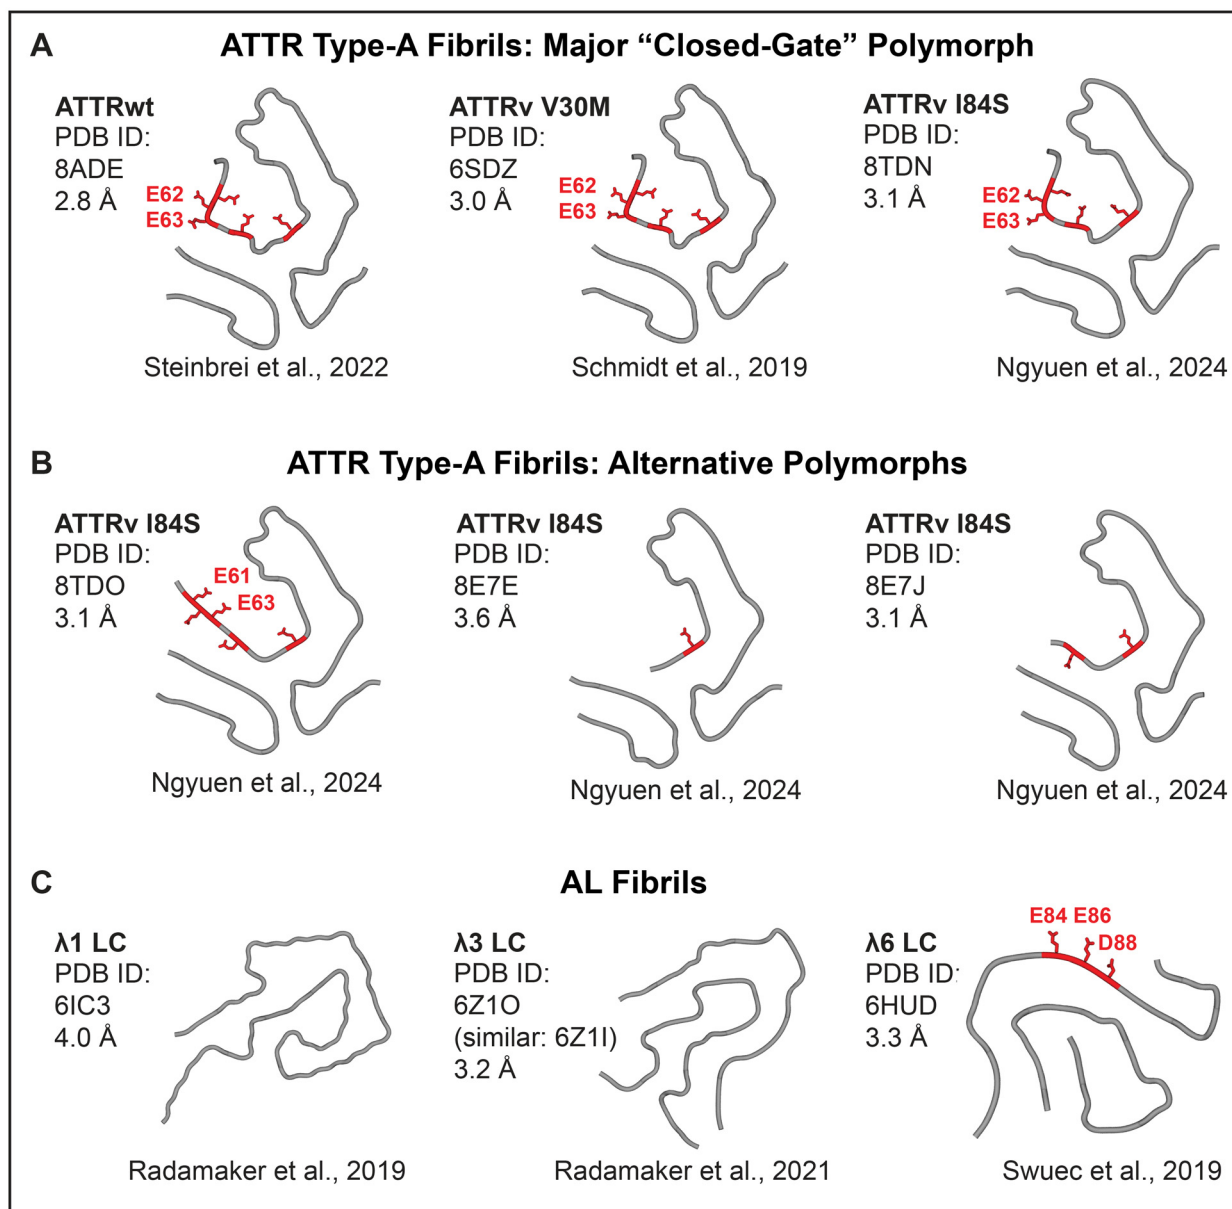 A
ATTR Type-A Fibrils: Major “Closed-Gate” Polymorph
ATTRwt
PDB ID:
8ADE
2.8 Å
E62
E63
Steinbrei et al., 2022
ATTRv V30M
PDB ID:
6SDZ
3.0 Å
E62
E63
Schmidt et al., 2019
ATTRv I84S
PDB ID:
8TDN
3.1 Å
E62
E63
Ngyuen et al., 2024
B
ATTR Type-A Fibrils: Alternative Polymorphs
ATTRv I84S
PDB ID:
8TDO
3.1 Å
E61
E63
Ngyuen et al., 2024
ATTRv I84S
PDB ID:
8E7E
3.6 Å
Ngyuen et al., 2024
ATTRv I84S
PDB ID:
8E7J
3.1 Å
Ngyuen et al., 2024
C
AL Fibrils
λ1 LC
PDB ID:
6IC3
4.0 Å
Radamaker et al., 2019
λ3 LC
PDB ID:
6Z1O
(similar: 6Z1I)
3.2 Å
Radamaker et al., 2021
λ6 LC
PDB ID:
6HUD
3.3 Å
E84 E86
D88
Swuec et al., 2019